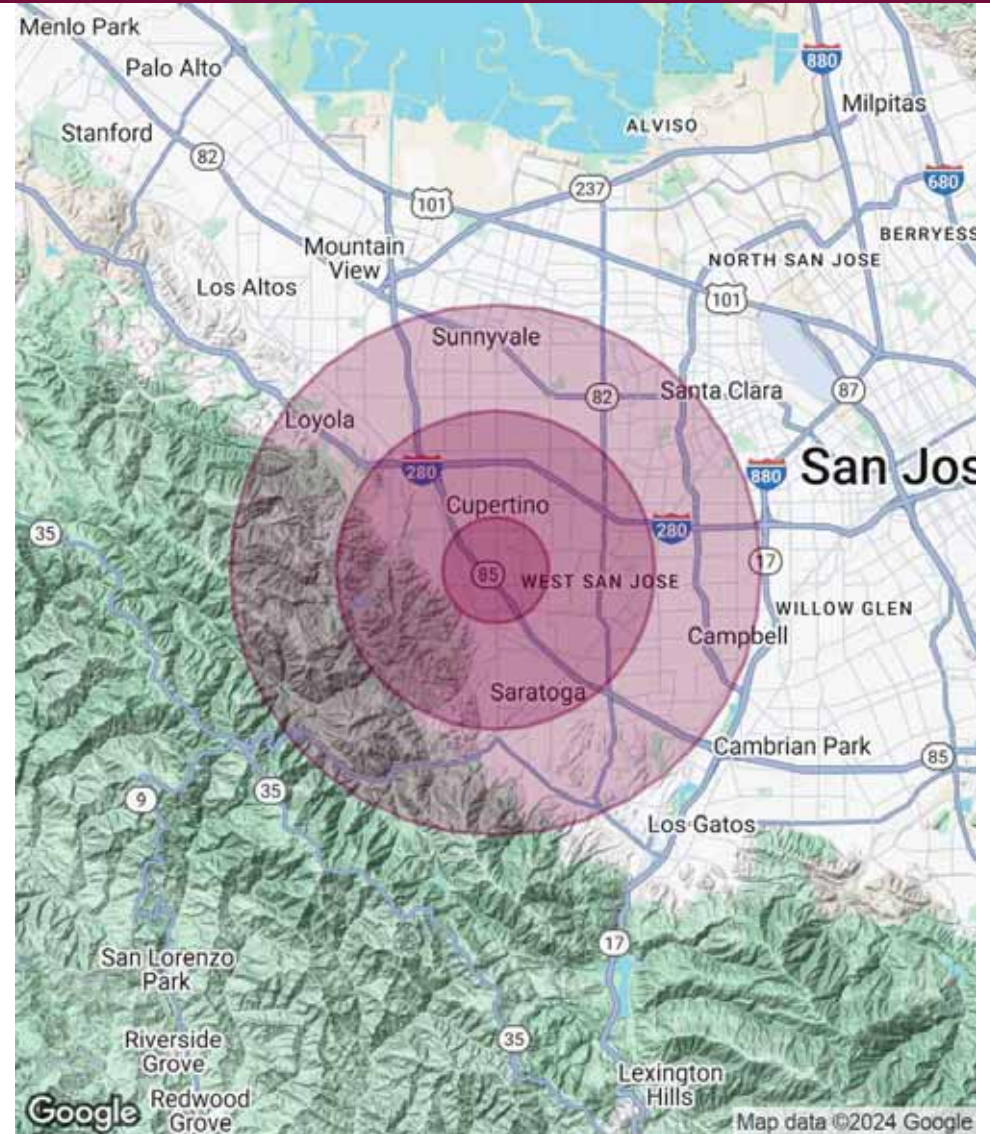 Menlo Park
Palo Alto
880
Milpitas
Stanford
ALVISO
82
680
237
101
BERRYESS
Mountain
View
NORTH SAN JOSE
Los Altos
101
Sunnyvale
87
82
Santa Clara
Loyola
280
880
San Jos
Cupertino
280
35
17
85
WEST SAN JOSE
WILLOW GLEN
Campbell
Saratoga
Cambrian Park
85
9
35
Los Gatos
17
San Lorenzo
Park
35
Riverside
Grove
Lexington
Hills
Redwood
Grove
Google
Map data ©2024 Google